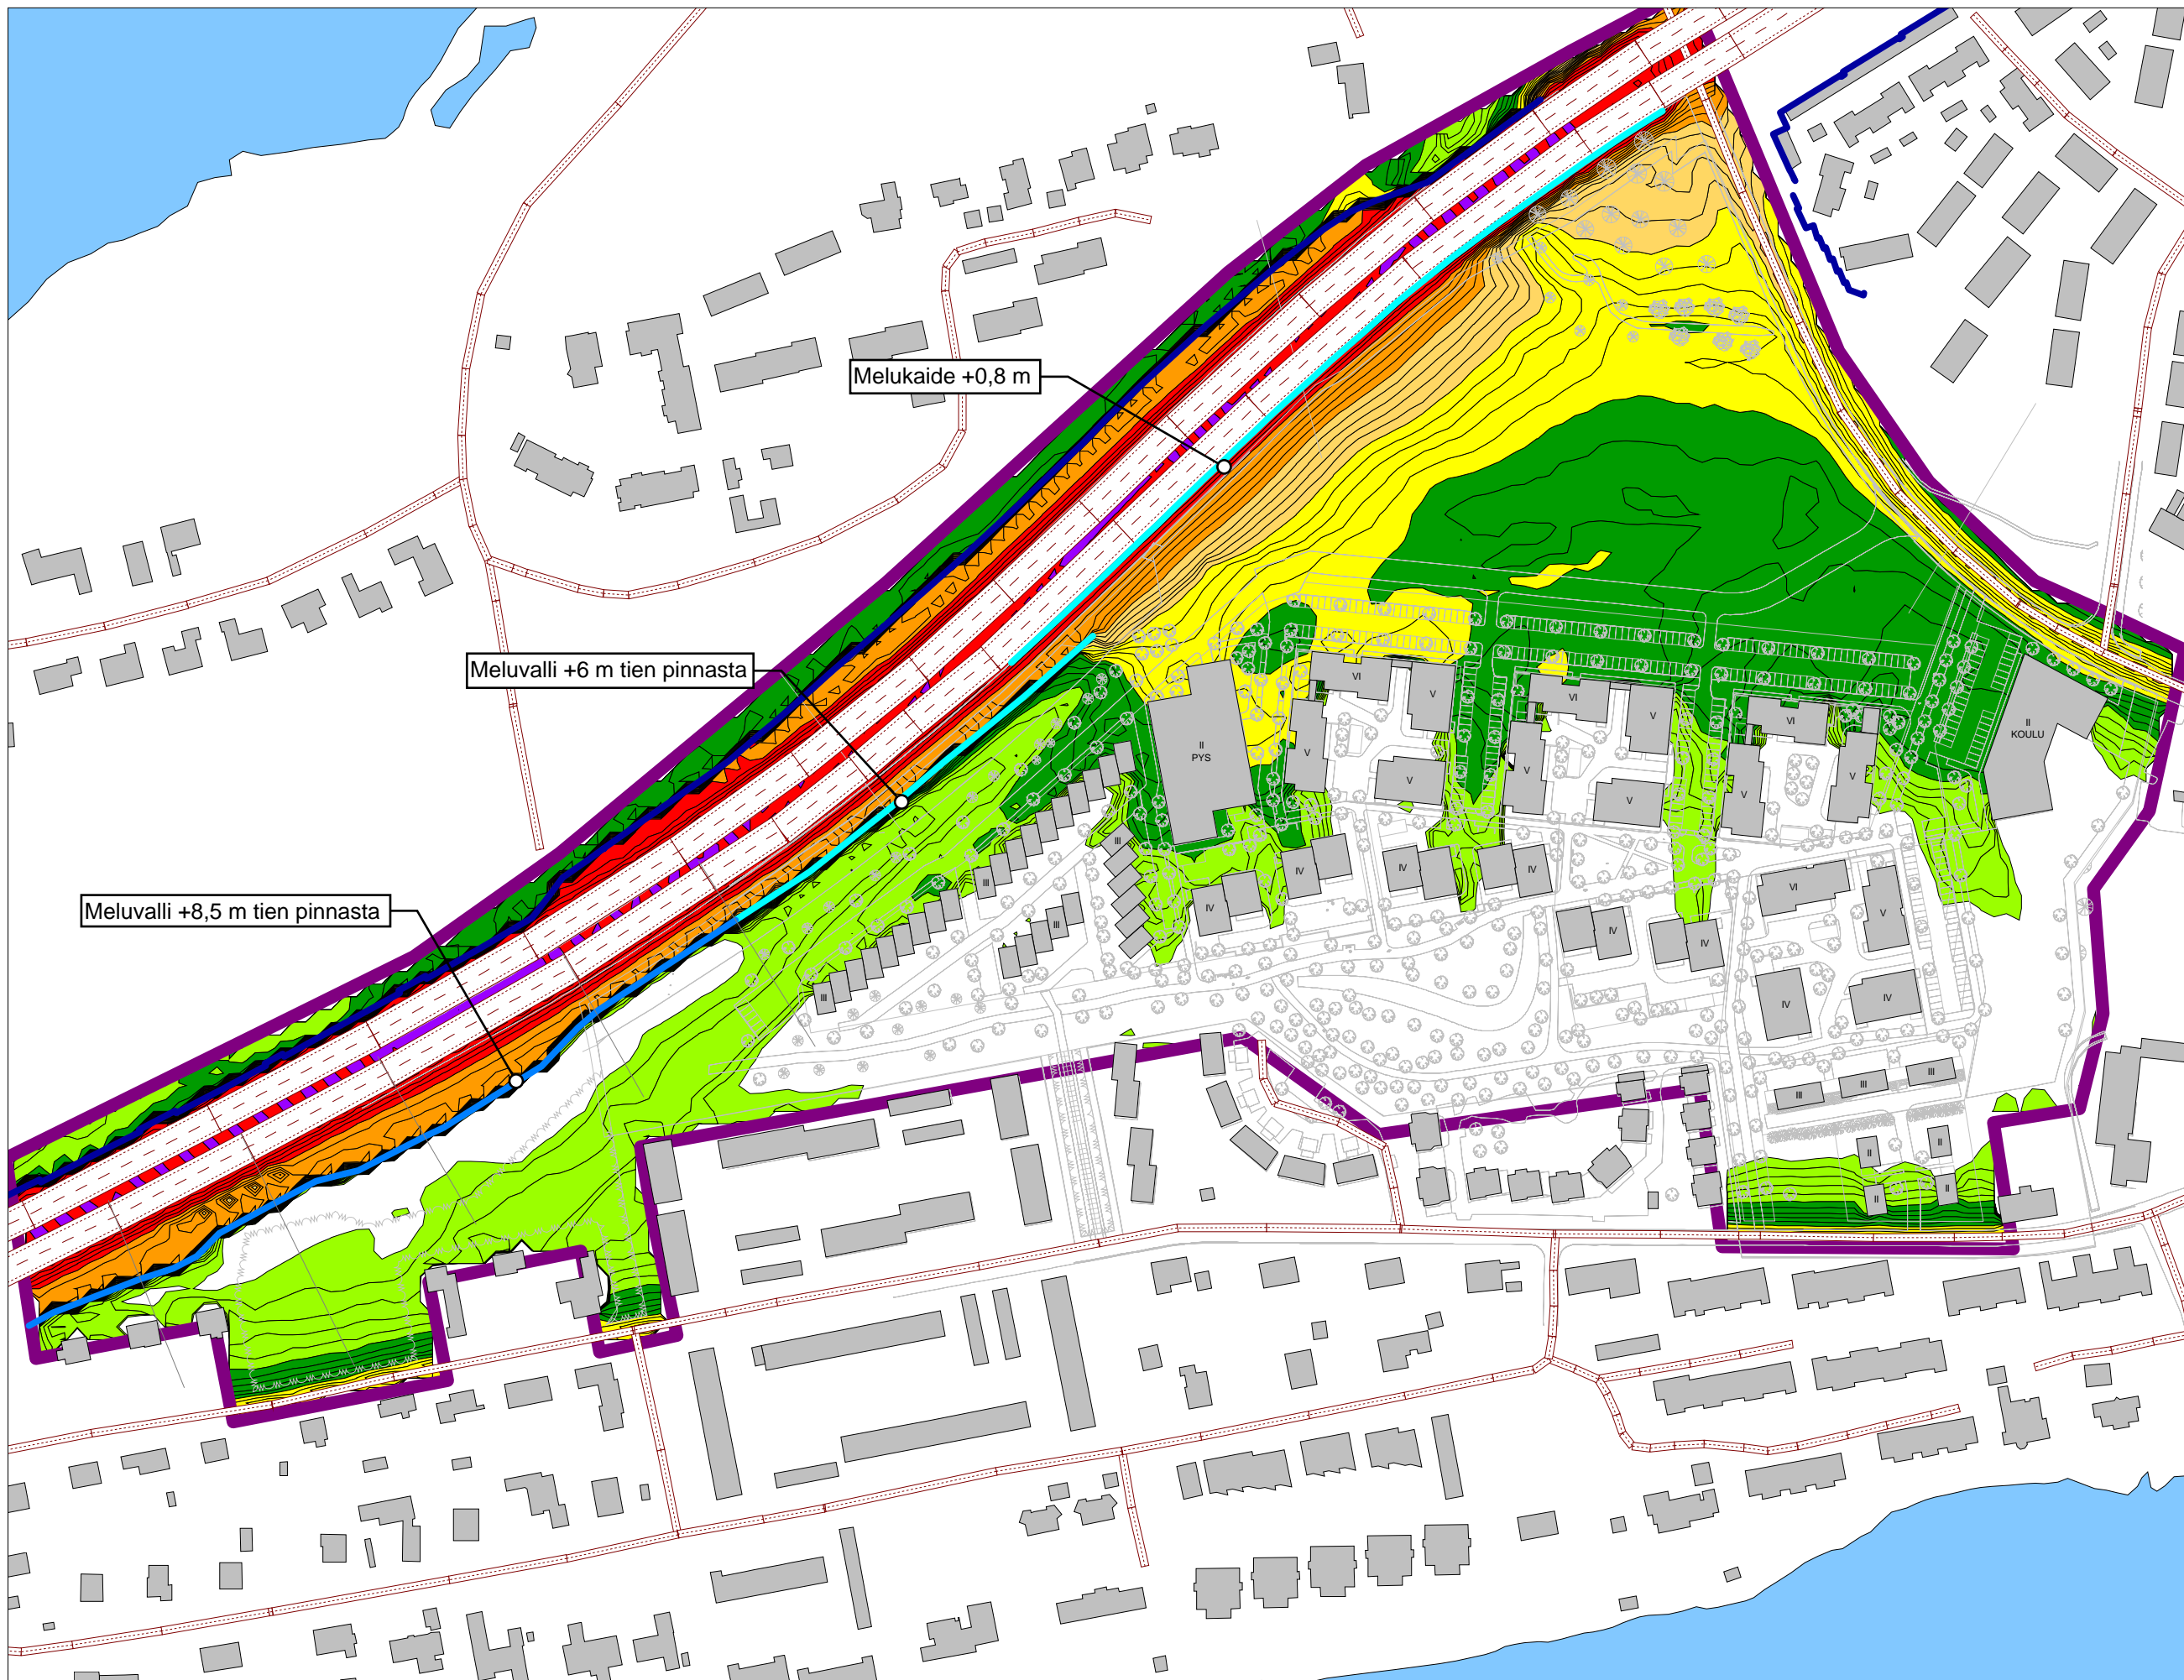 Melukaide +0,8 m
Meluvalli +6 m tien pinnasta
Meluvalli +8,5 m tien pinnasta
VI
V
VI
V
VI
II
KOULU
II
PYS
V
V
V
V
V
V
III
III
IV
IV
IV
IV
VI
V
III
IV
IV
III
IV
IV
III
III
III
II
II
II
II